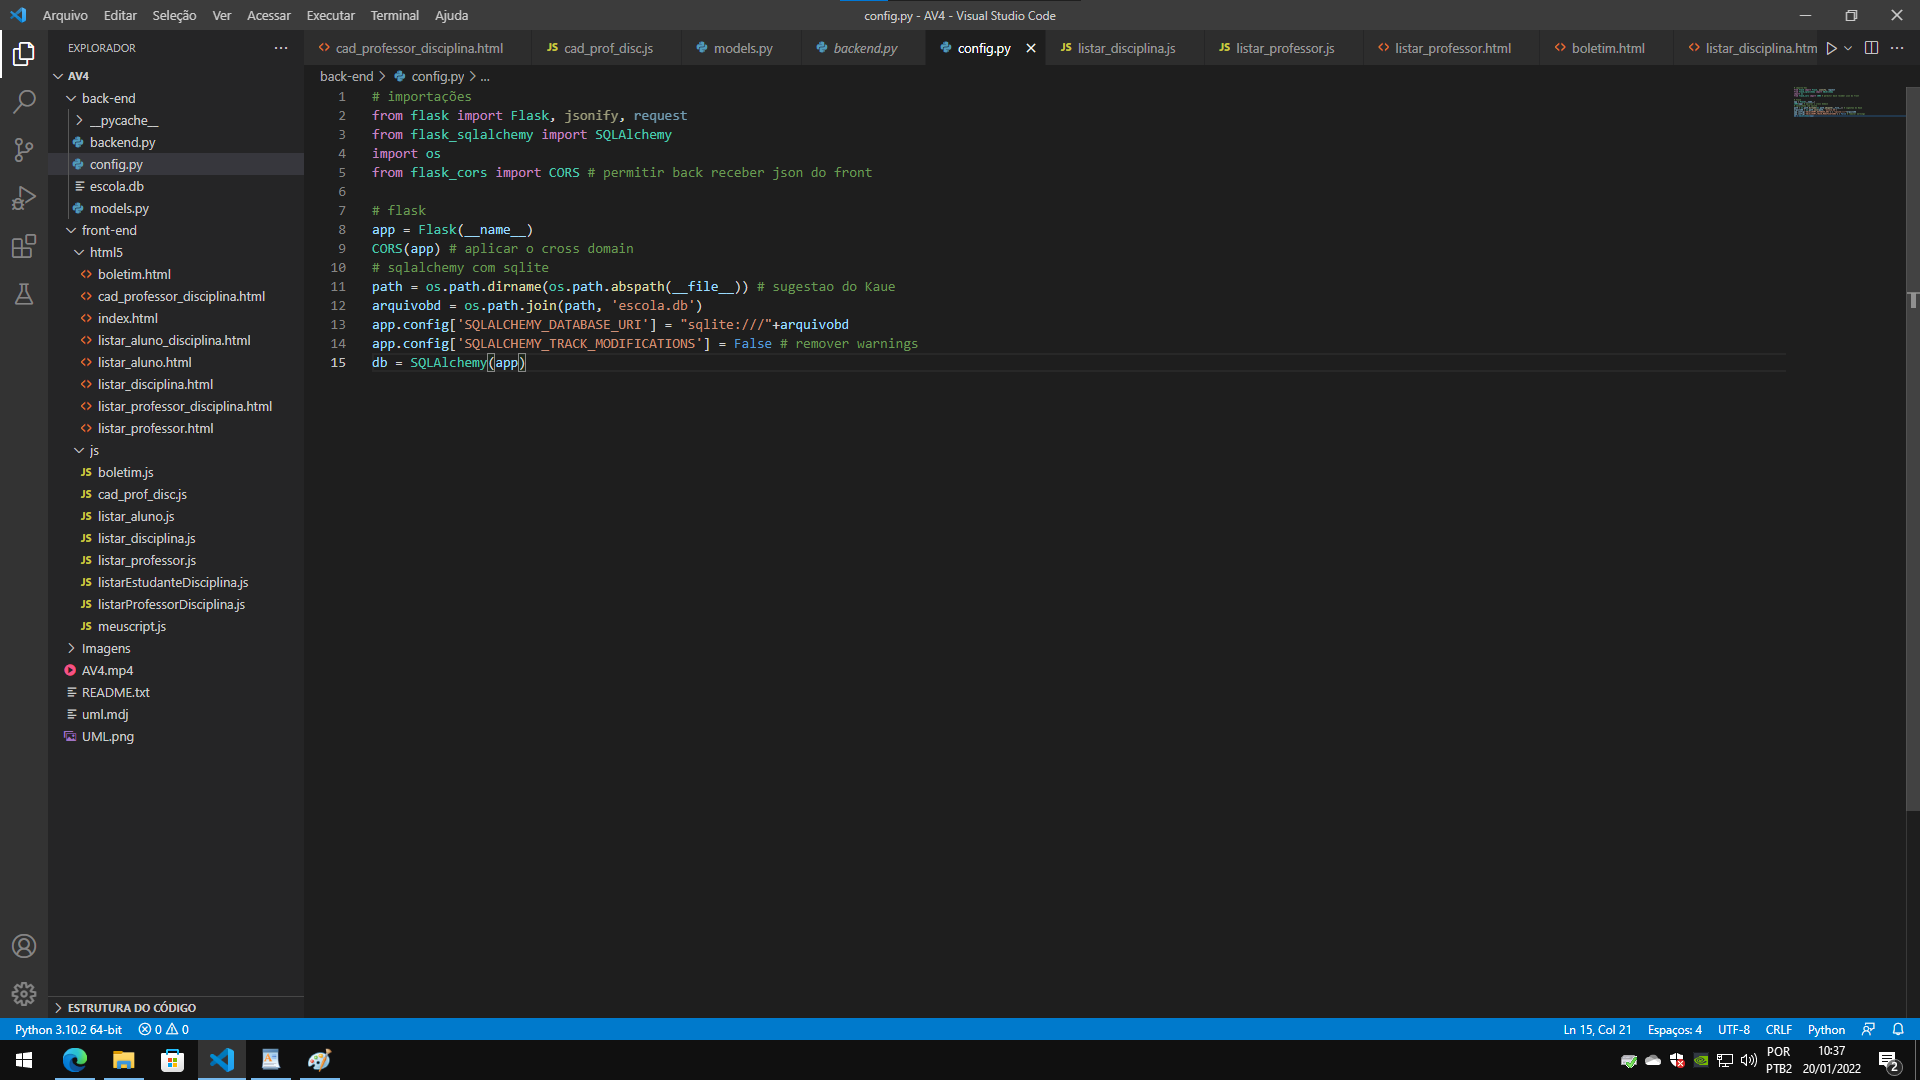 Arquivo Editar Seleção Ver Acessar Executar Terminal Ajuda
config.py - AV4 - Visual Studio Code
EXPLORADOR
AV4
back-end
__pycache__
backend.py
config.py
escola.db
models.py
front-end
html5
boletim.html
cad_professor_disciplina.html
index.html
listar_aluno_disciplina.html
listar_aluno.html
listar_disciplina.html
listar_professor_disciplina.html
listar_professor.html
js
JS boletim.js
JS cad_prof_disc.js
JS listar_aluno.js
JS listar_disciplina.js
JS listar_professor.js
JS listarEstudanteDisciplina.js
JS listarProfessorDisciplina.js
JS meuscript.js
Imagens
AV4.mp4
README.txt
uml.mdj
UML.png
ESTRUTURA DO CÓDIGO
cad_professor_disciplina.html JS cad_prof_disc.js models.py backend.py config.py JS listar_disciplina.js JS listar_professor.js listar_professor.html boletim.html listar_disciplina.htm
back-end > config.py > ...
1 # importações
2 from flask import Flask, jsonify, request
3 from flask_sqlalchemy import SQLAlchemy
4 import os
5 from flask_cors import CORS # permitir back receber json do front
6
7 # flask
8 app = Flask(__name__)
9 CORS(app) # aplicar o cross domain
10 # sqlalchemy com sqlite
11 path = os.path.dirname(os.path.abspath(__file__)) # sugestao do Kaue
12 arquivobd = os.path.join(path, 'escola.db')
13 app.config['SQLALCHEMY_DATABASE_URI'] = "sqlite:///"+arquivobd
14 app.config['SQLALCHEMY_TRACK_MODIFICATIONS'] = False # remover warnings
15 db = SQLAlchemy(app)
Python 3.10.2 64-bit 0 0
Ln 15, Col 21 Espaços: 4 UTF-8 CRLF Python
POR
PTB2
10:37
20/01/2022
2